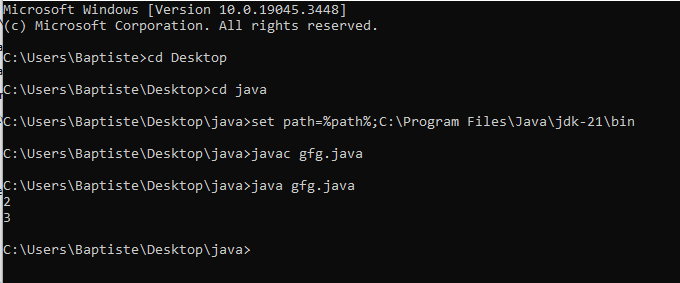 Microsoft Windows [Version 10.0.19045.3448]
(c) Microsoft Corporation. All rights reserved.
C:\Users\Baptiste>cd Desktop
C:\Users\Baptiste\Desktop>cd java
C:\Users\Baptiste\Desktop\java>set path=%path%;C:\Program Files\Java\jdk-21\bin
C:\Users\Baptiste\Desktop\java>javac gfg.java
C:\Users\Baptiste\Desktop\java>java gfg.java
2
3
C:\Users\Baptiste\Desktop\java>